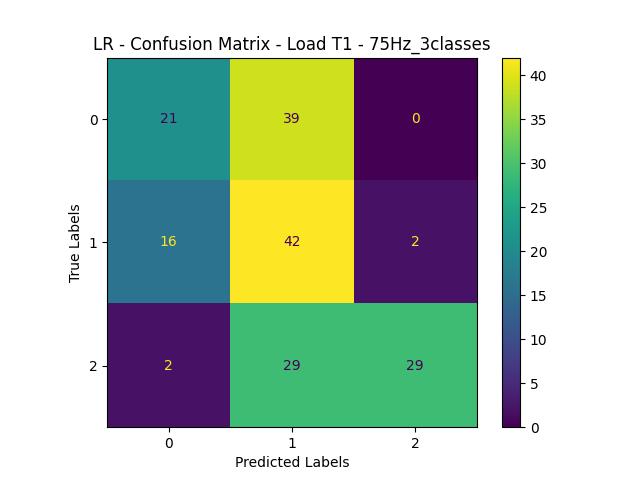 LR - Confusion Matrix - Load T1 - 75Hz_3classes
True Labels
0 21 39 0
1 16 42 2
2 2 29 29
0 1 2
Predicted Labels
40
35
30
25
20
15
10
5
0